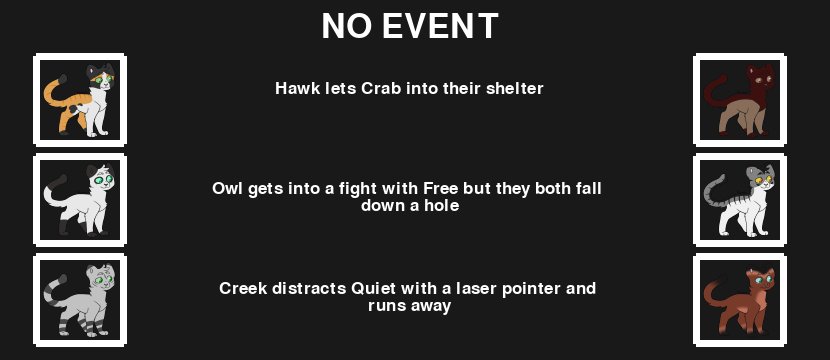 NO EVENT
Hawk lets Crab into their shelter
Owl gets into a fight with Free but they both fall
down a hole
Creek distracts Quiet with a laser pointer and
runs away